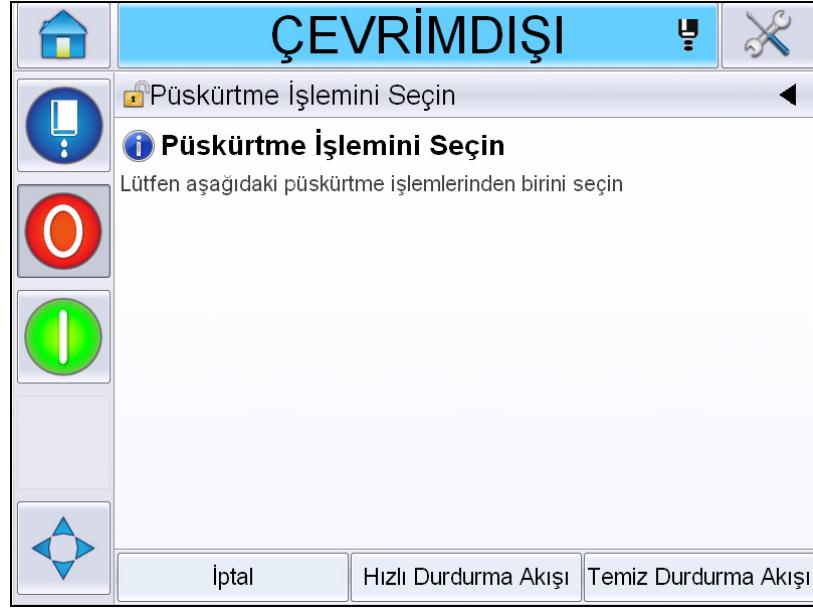 ÇEVRİMDIŞI
Püskürtme İşlemini Seçin
Püskürtme İşlemini Seçin
Lütfen aşağıdaki püskürtme işlemlerinden birini seçin
İptal
Hızlı Durdurma Akışı
Temiz Durdurma Akışı